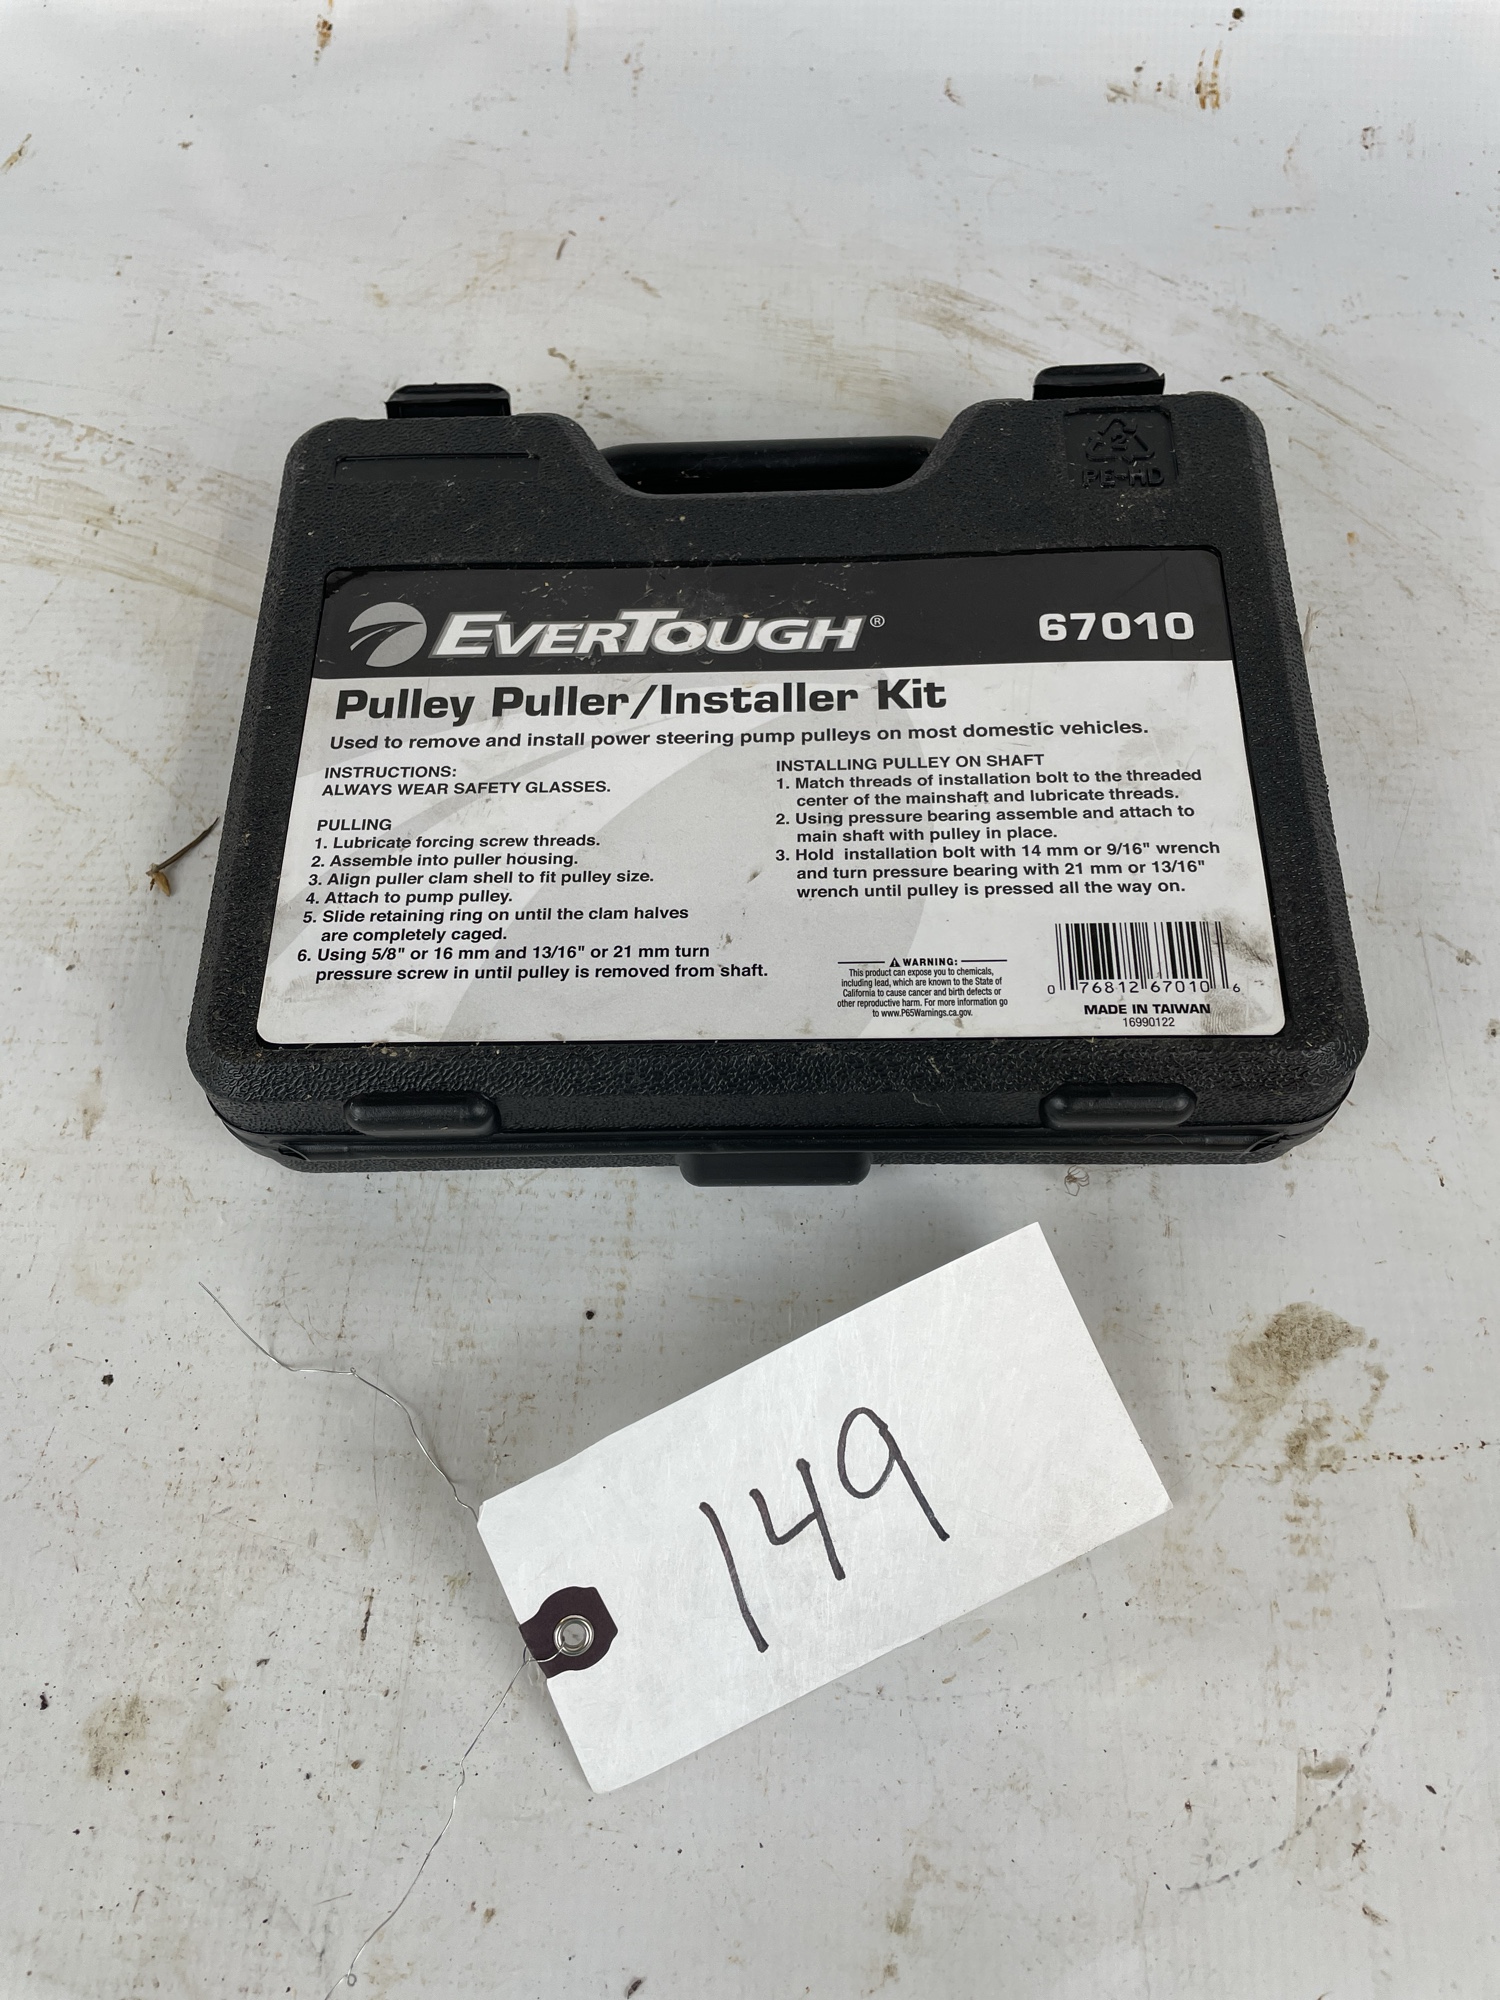 2
PE-HD
EVERTOUGH®
67010
Pulley Puller/Installer Kit
Used to remove and install power steering pump pulleys on most domestic vehicles.
INSTRUCTIONS:
ALWAYS WEAR SAFETY GLASSES.
PULLING
1. Lubricate forcing screw threads.
2. Assemble into puller housing.
3. Align puller clam shell to fit pulley size.
4. Attach to pump pulley.
5. Slide retaining ring on until the clam halves
are completely caged.
6. Using 5/8" or 16 mm and 13/16" or 21 mm turn
pressure screw in until pulley is removed from shaft.
INSTALLING PULLEY ON SHAFT
1. Match threads of installation bolt to the threaded
center of the mainshaft and lubricate threads.
2. Using pressure bearing assemble and attach to
main shaft with pulley in place.
3. Hold installation bolt with 14 mm or 9/16" wrench
and turn pressure bearing with 21 mm or 13/16"
wrench until pulley is pressed all the way on.
WARNING:
This product can expose you to chemicals,
including lead, which are known to the State of
California to cause cancer and birth defects or
other reproductive harm. For more information go
to www.P65Warnings.ca.gov.
0 76812 67010 6
MADE IN TAIWAN
16990122
149